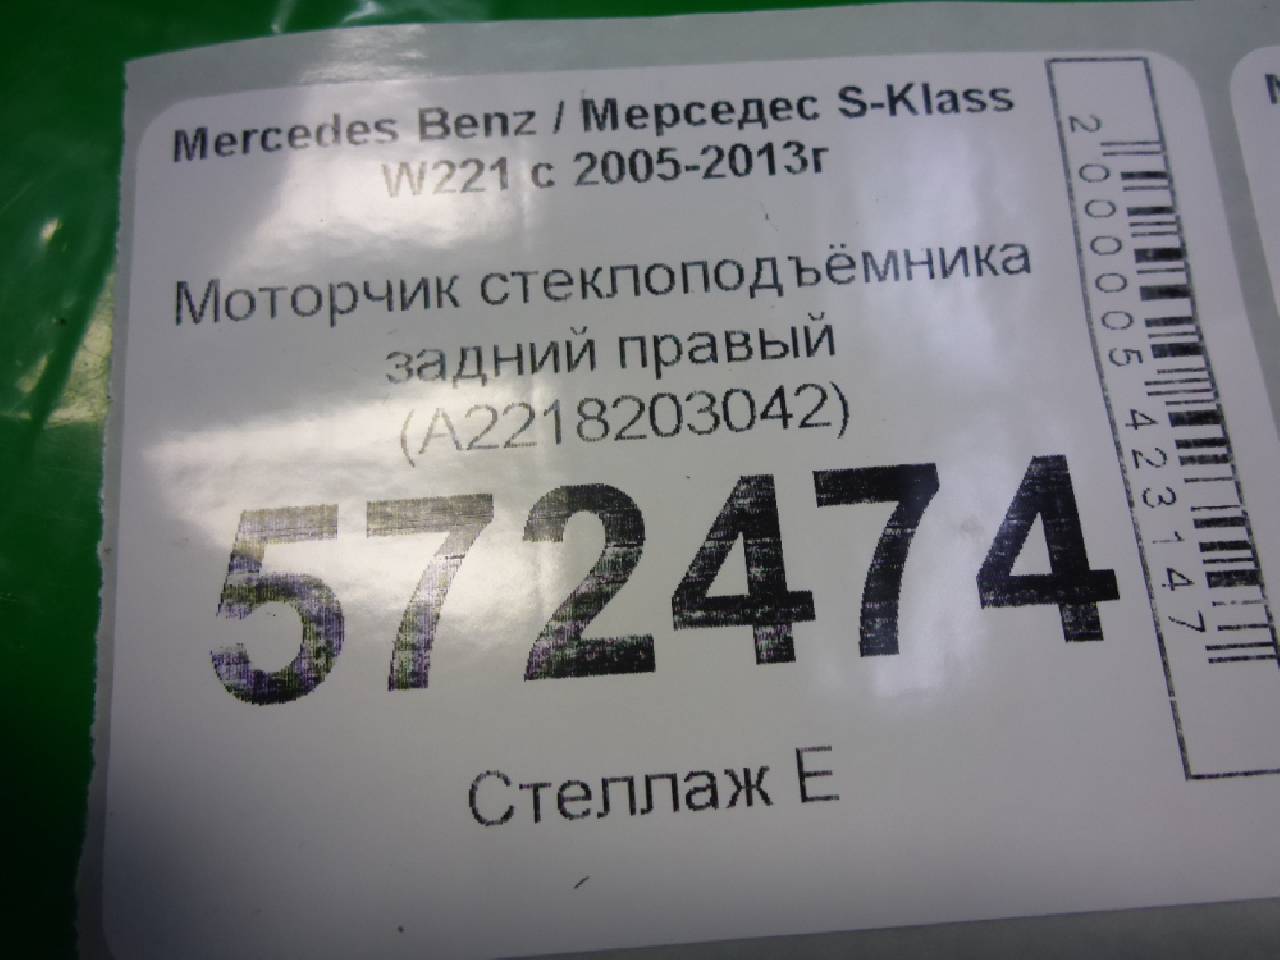 Mercedes Benz / Мерседес S-Klass
W221 с 2005-2013г
Моторчик стеклоподъёмника
задний правый
(A2218203042)
572474
Стеллаж Е
2000005423147